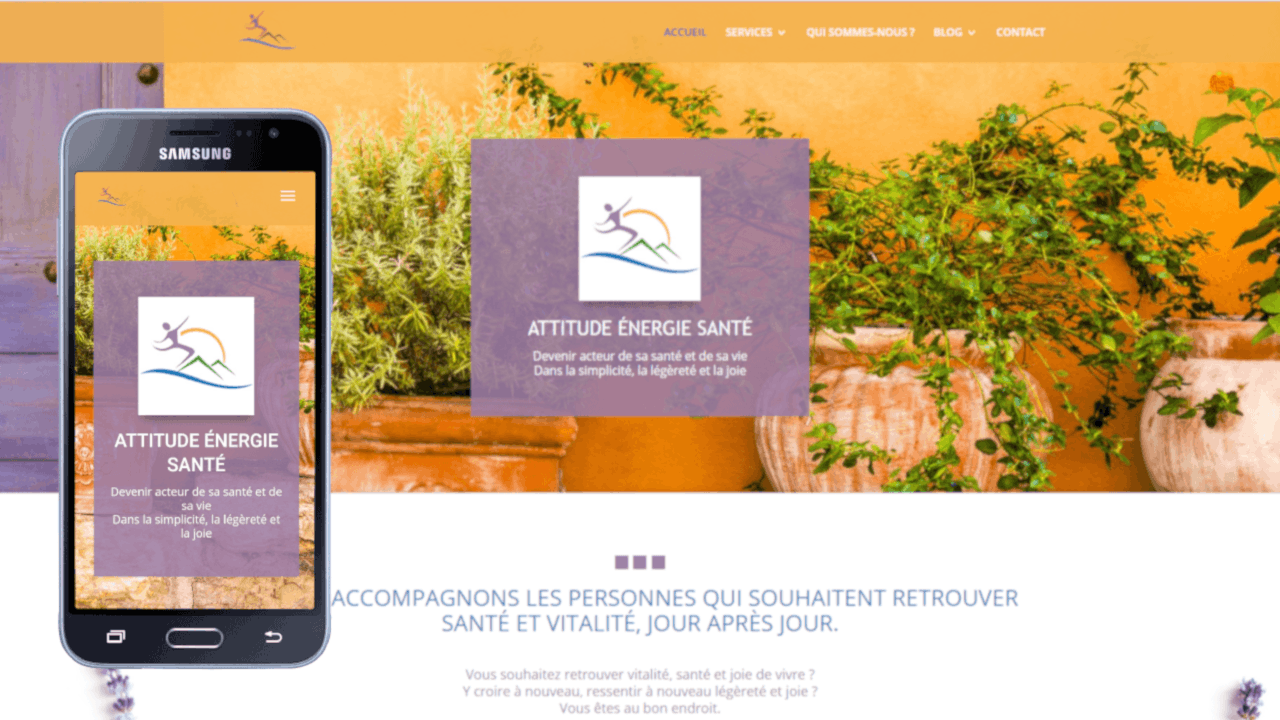 ACCUEIL SERVICES QUI SOMMES-NOUS ? BLOG CONTACT
ATTITUDE ÉNERGIE SANTÉ
Devenir acteur de sa santé et de sa vie
Dans la simplicité, la légèreté et la joie
SAMSUNG
ATTITUDE ÉNERGIE
SANTÉ
Devenir acteur de sa santé et de
sa vie
Dans la simplicité, la légèreté et
la joie
ACCOMPAGNONS LES PERSONNES QUI SOUHAITENT RETROUVER
SANTÉ ET VITALITÉ, JOUR APRÈS JOUR.
Vous souhaitez retrouver vitalité, santé et joie de vivre ?
Y croire à nouveau, ressentir à nouveau légèreté et joie ?
Vous êtes au bon endroit.